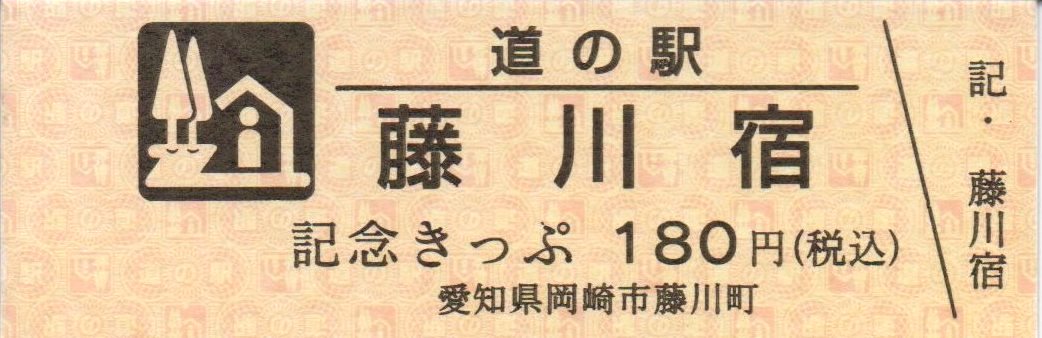 道の駅
藤川宿
記念きっぷ 180円(税込)
愛知県岡崎市藤川町
記・藤川宿